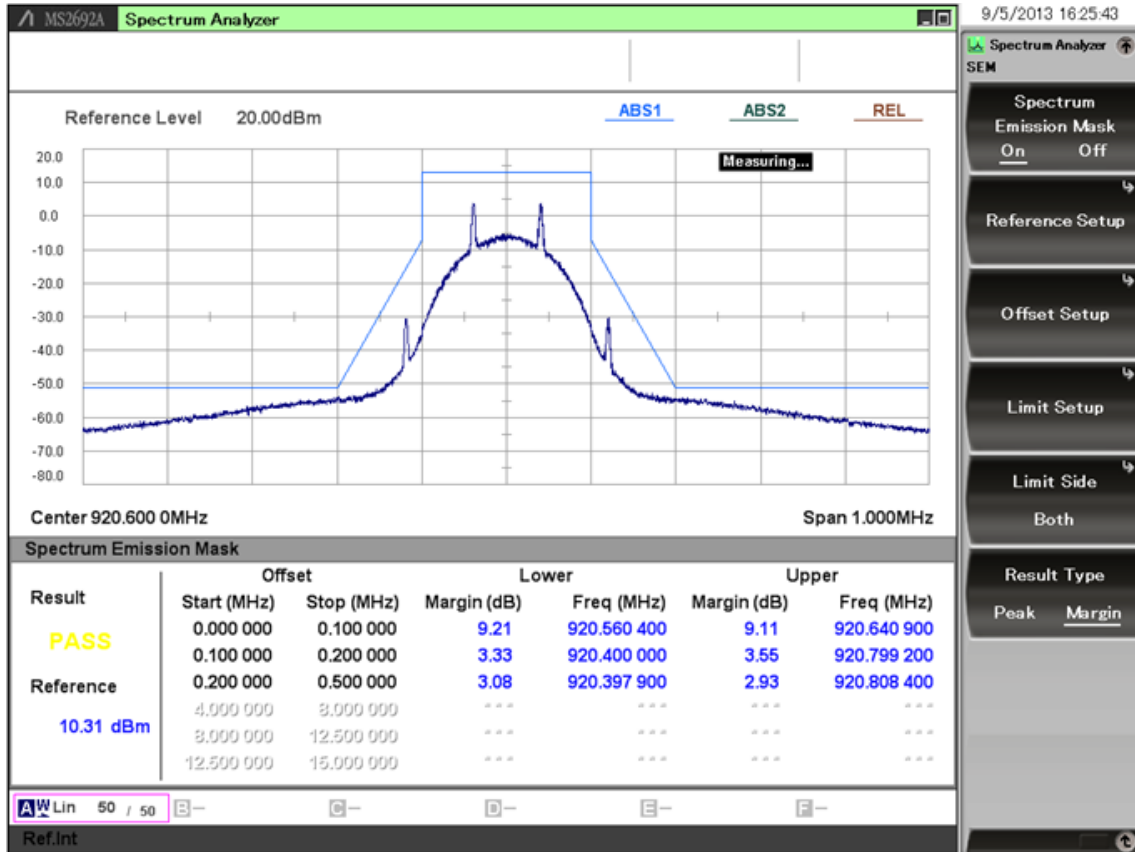 MS2692A Spectrum Analyzer
9/5/2013 16:25:43
Spectrum Analyzer
SEM
Reference Level 20.00dBm
ABS1 ABS2 REL
Measuring...
20.0
10.0
0.0
-10.0
-20.0
-30.0
-40.0
-50.0
-60.0
-70.0
-80.0
Center 920.600 0MHz Span 1.000MHz
Spectrum Emission Mask
Offset Lower Upper
Result Start (MHz) Stop (MHz) Margin (dB) Freq (MHz) Margin (dB) Freq (MHz)
0.000 000 0.100 000 9.21 920.560 400 9.11 920.640 900
PASS
0.100 000 0.200 000 3.33 920.400 000 3.55 920.799 200
Reference 0.200 000 0.500 000 3.08 920.397 900 2.93 920.808 400
4.000 000 8.000 000 *** *** *** ***
10.31 dBm
8.000 000 12.500 000 *** *** *** ***
12.500 000 15.000 000 *** *** *** ***
A W Lin 50 / 50 B- C- D- E- F-
Ref.Int
Spectrum
Emission Mask
On Off
Reference Setup
Offset Setup
Limit Setup
Limit Side
Both
Result Type
Peak Margin